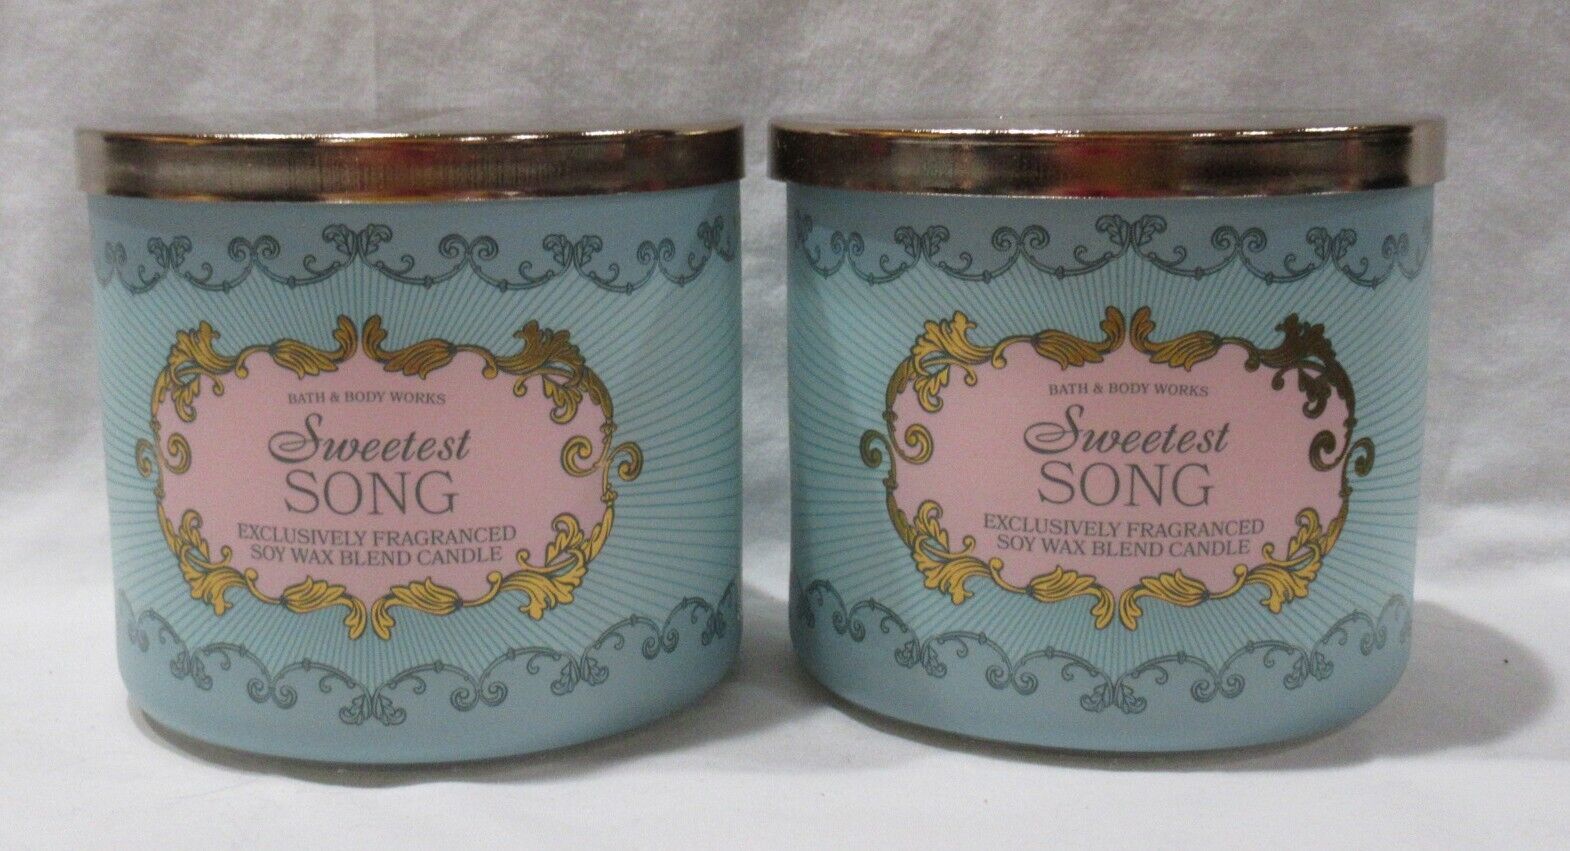 BATH & BODY WORKS
Sweetest
SONG
EXCLUSIVELY FRAGRANCED
SOY WAX BLEND CANDLE
BATH & BODY WORKS
Sweetest
SONG
EXCLUSIVELY FRAGRANCED
SOY WAX BLEND CANDLE